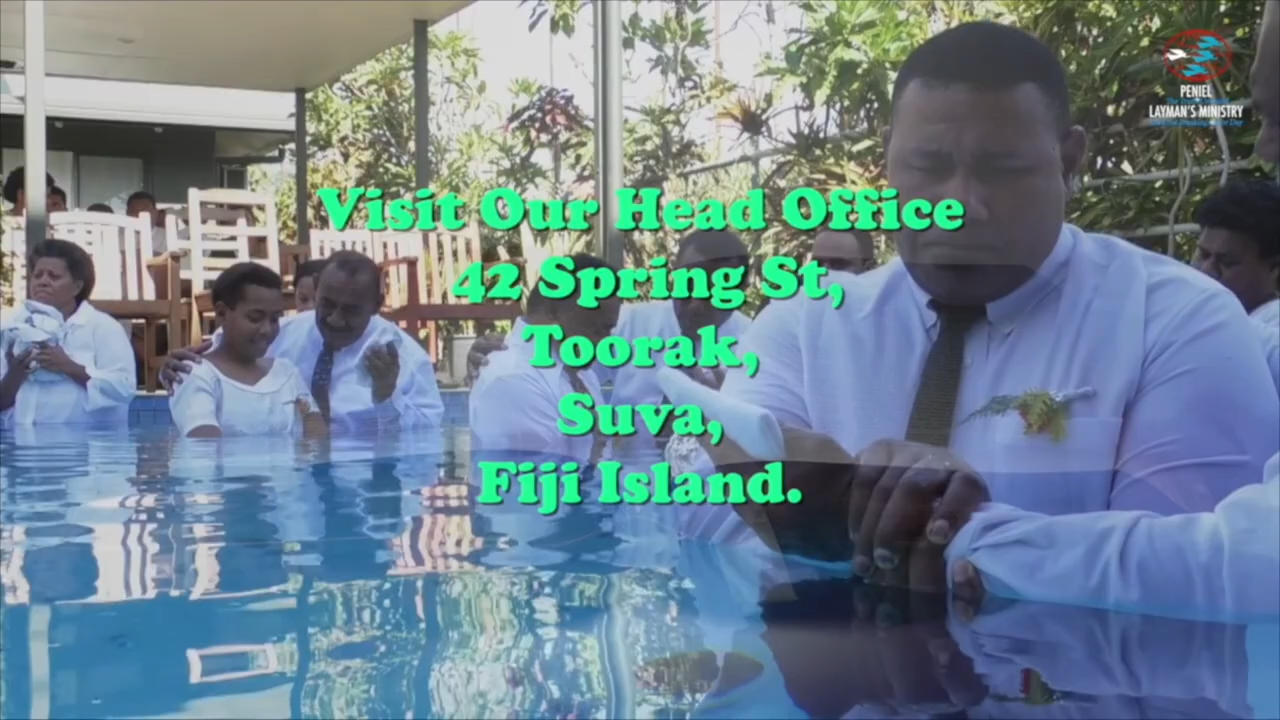 PENIEL
LAYMAN'S MINISTRY
Visit Our Head Office
42 Spring St,
Toorak,
Suva,
Fiji Island.